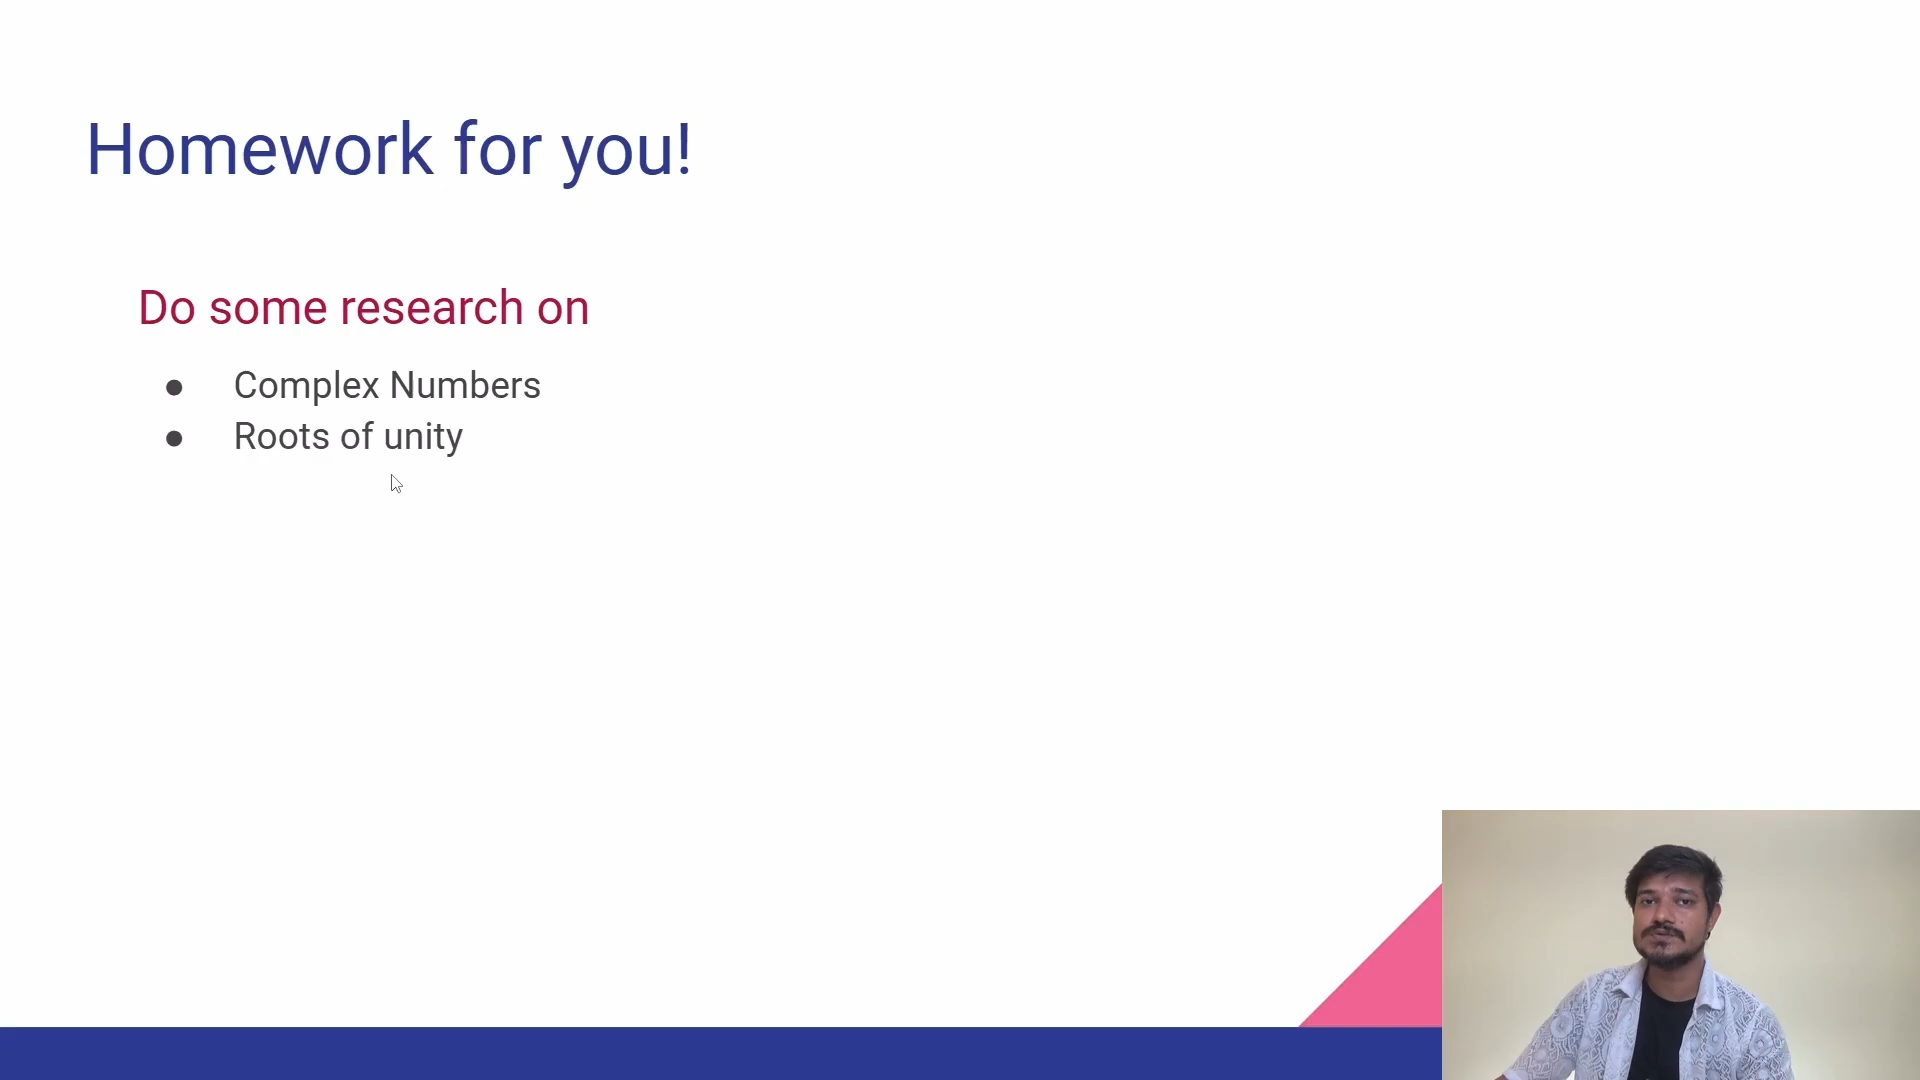 Homework for you!
Do some research on
● Complex Numbers
● Roots of unity